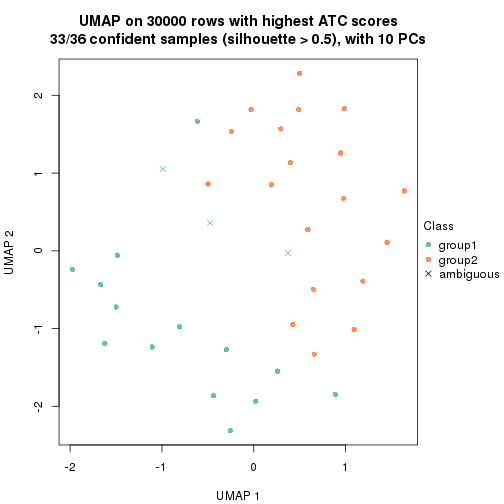 UMAP on 30000 rows with highest ATC scores
33/36 confident samples (silhouette > 0.5), with 10 PCs
2
1
0
-1
-2
UMAP 2
-2
-1
0
1
UMAP 1
Class
group1
group2
ambiguous